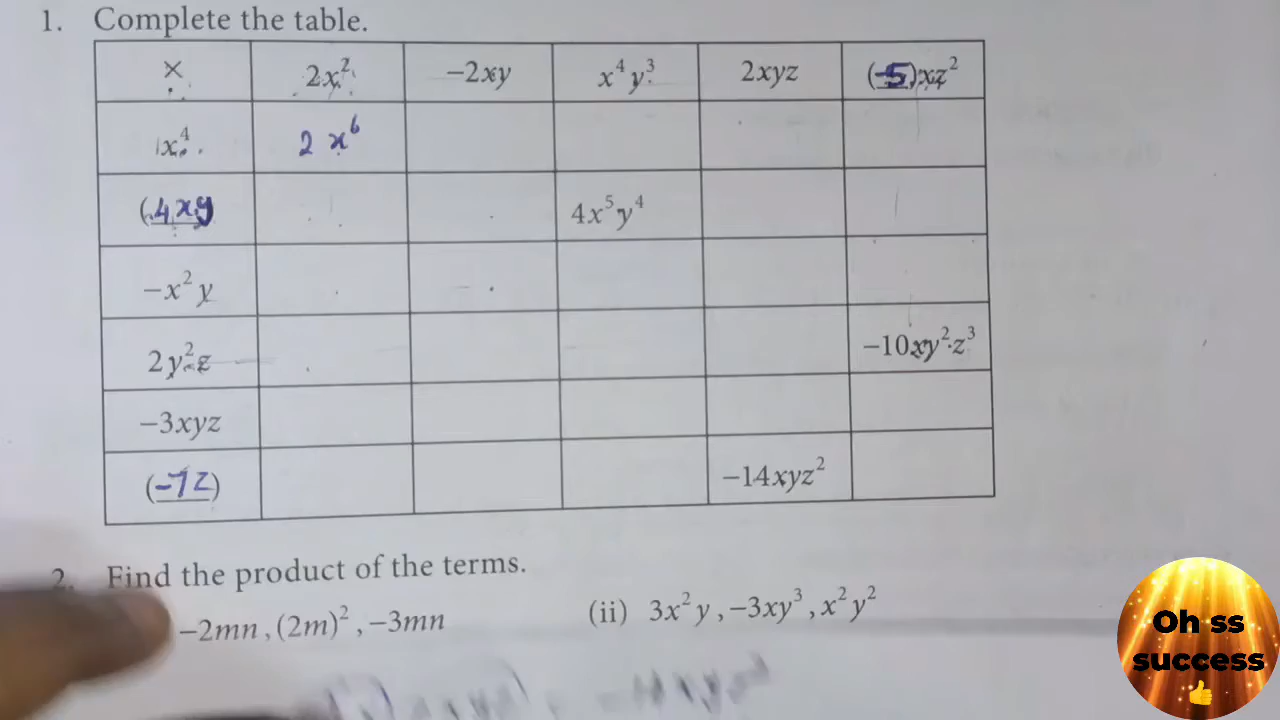 1. Complete the table.
× 2x² −2xy x⁴y³ 2xyz (−5)xz²
x⁴ 2x⁶
(4xy 4x⁵y⁴
−x²y
2y²z −10xy²z³
−3xyz
(−7z) −14xyz²
2. Find the product of the terms.
−2mn, (2m)², −3mn (ii) 3x²y, −3xy³, x²y²
Oh ss
success